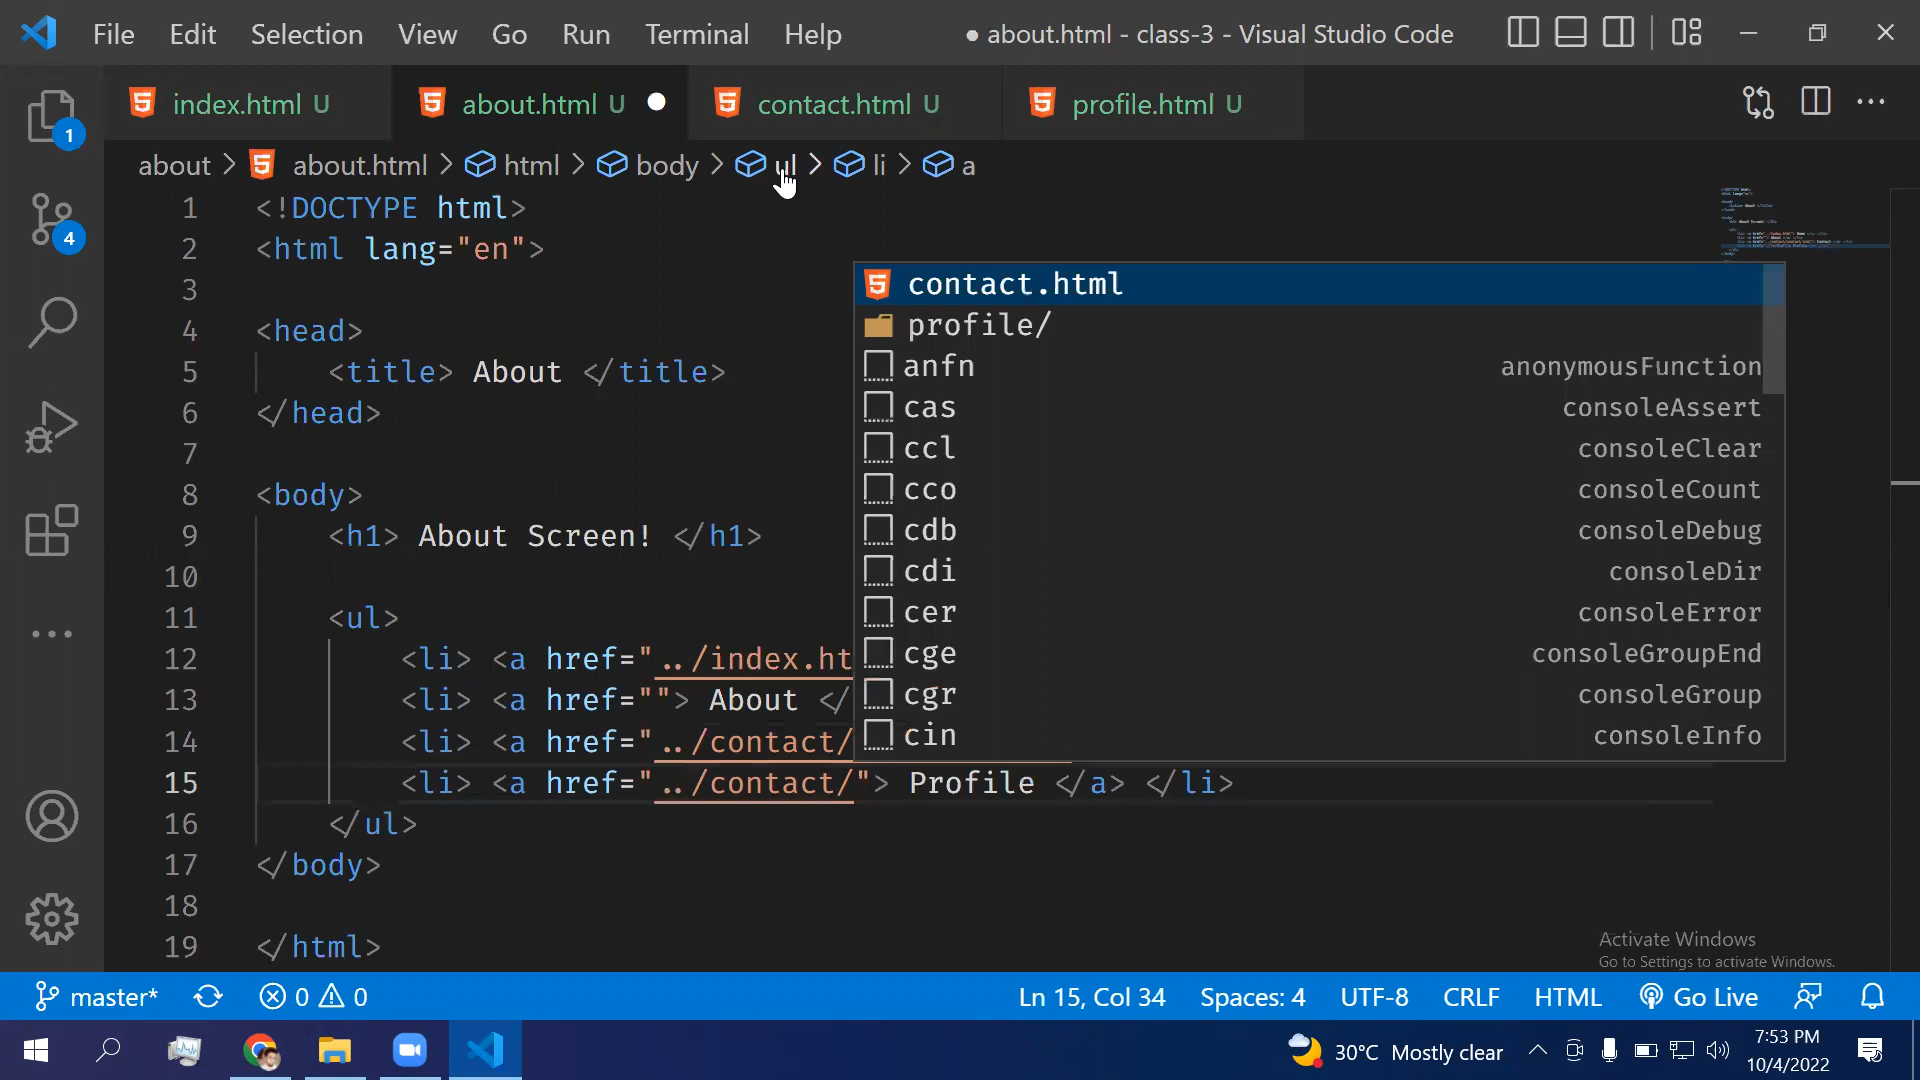 File Edit Selection View Go Run Terminal Help ● about.html - class-3 - Visual Studio Code
index.html U about.html U ● contact.html U profile.html U
about > about.html > html > body > ul > li > a
1 <!DOCTYPE html>
2 <html lang="en">
3
4 <head>
5 <title> About </title>
6 </head>
7
8 <body>
9 <h1> About Screen! </h1>
10
11 <ul>
12 <li> <a href="../index.ht
13 <li> <a href=""> About </
14 <li> <a href="../contact/
15 <li> <a href="../contact/"> Profile </a> </li>
16 </ul>
17 </body>
18
19 </html>
contact.html
profile/
anfn anonymousFunction
cas consoleAssert
ccl consoleClear
cco consoleCount
cdb consoleDebug
cdi consoleDir
cer consoleError
cge consoleGroupEnd
cgr consoleGroup
cin consoleInfo
1
4
Activate Windows
Go to Settings to activate Windows.
master* 0 0 Ln 15, Col 34 Spaces: 4 UTF-8 CRLF HTML Go Live
30°C Mostly clear
7:53 PM
10/4/2022